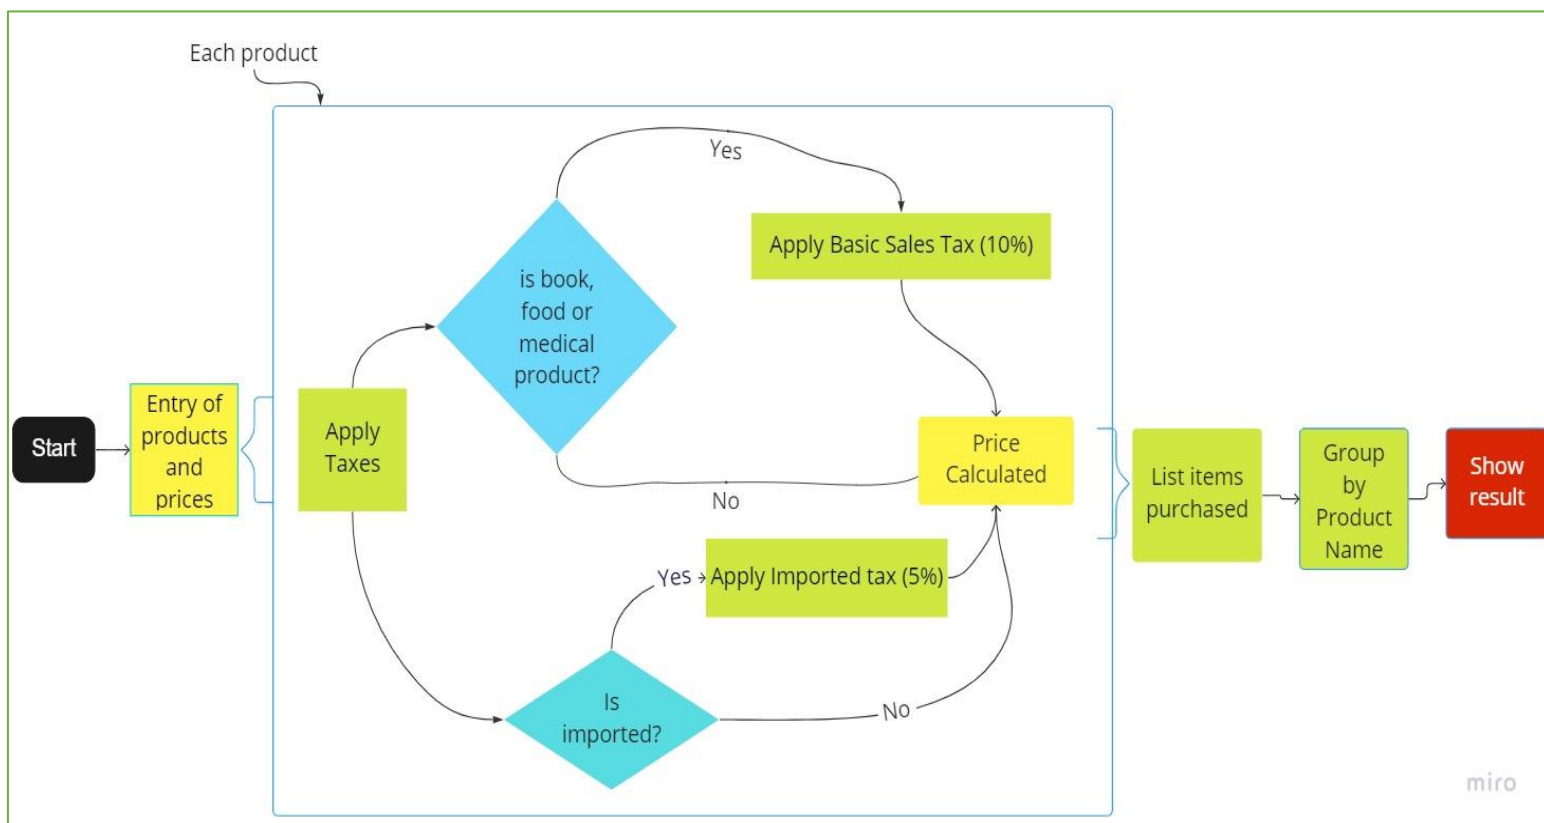 Each product
Yes
Apply Basic Sales Tax (10%)
is book,
food or
medical
product?
Start
Entry of
products
and
prices
Apply
Taxes
No
Price
Calculated
List items
purchased
Group
by
Product
Name
Show
result
Yes
Apply Imported tax (5%)
Is
imported?
No
miro